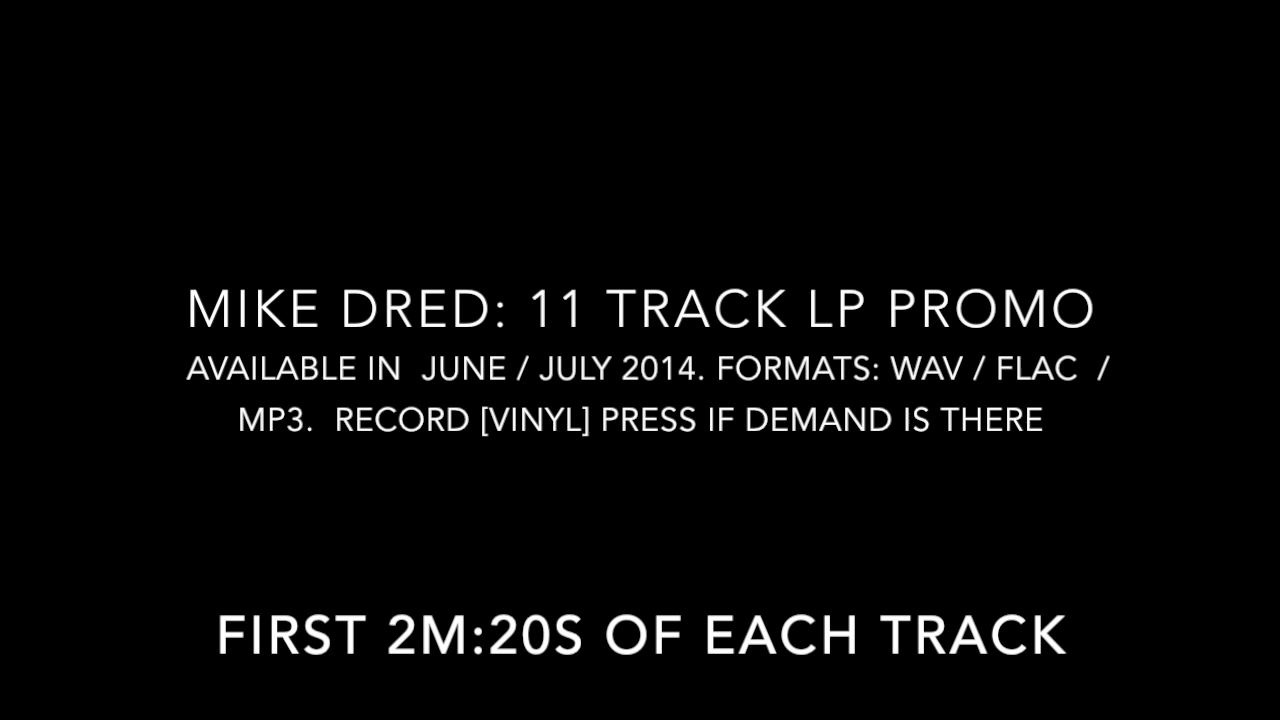 MIKE DRED: 11 TRACK LP PROMO
AVAILABLE IN  JUNE / JULY 2014. FORMATS: WAV / FLAC  /
MP3.  RECORD [VINYL] PRESS IF DEMAND IS THERE
FIRST 2M:20S OF EACH TRACK